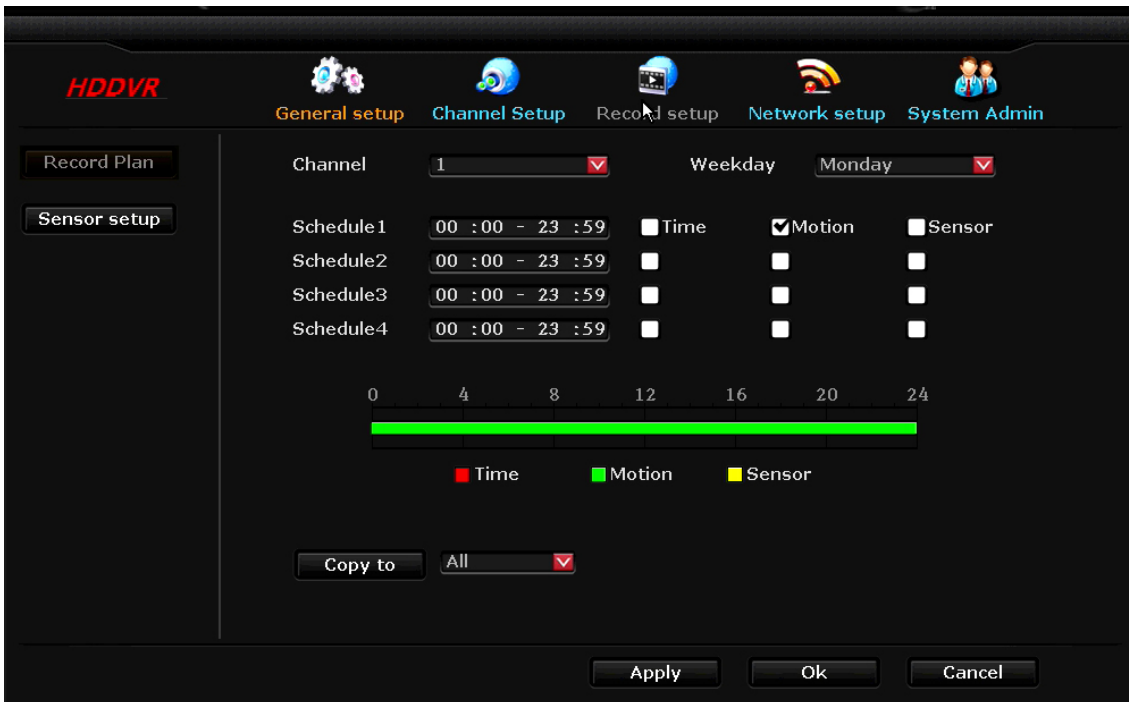 HDDVR
General setup Channel Setup Record setup Network setup System Admin
Record Plan
Sensor setup
Channel 1 Weekday Monday
Schedule1 00 :00 - 23 :59 Time Motion Sensor
Schedule2 00 :00 - 23 :59
Schedule3 00 :00 - 23 :59
Schedule4 00 :00 - 23 :59
0 4 8 12 16 20 24
Time Motion Sensor
Copy to All
Apply Ok Cancel